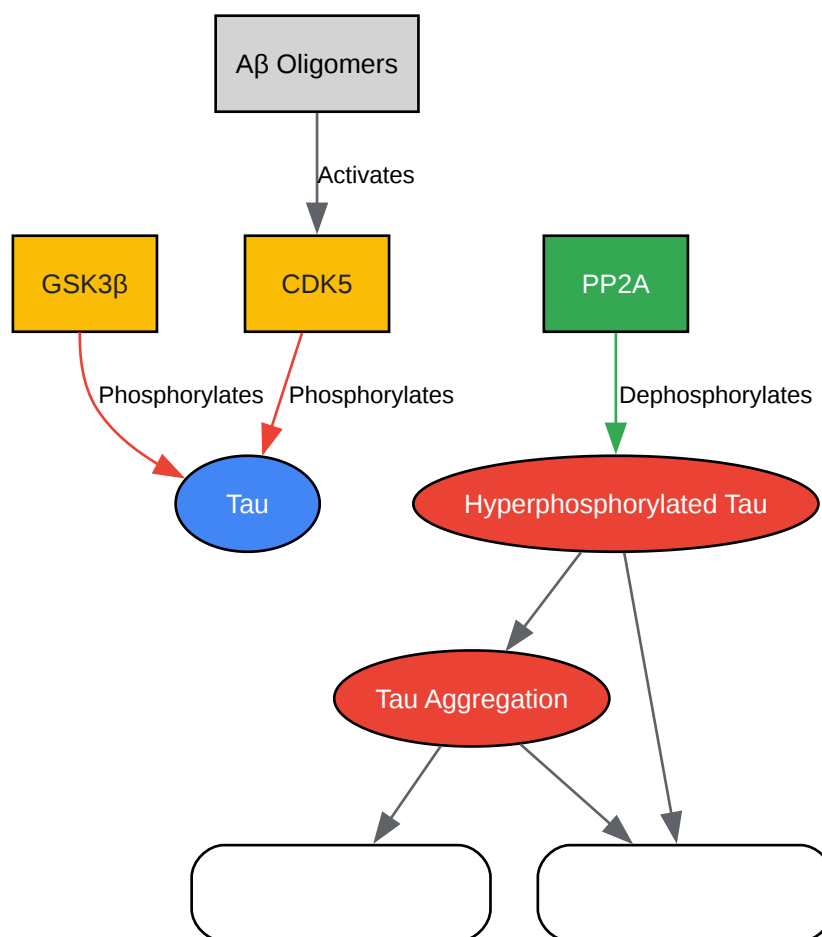 Aβ Oligomers
Activates
GSK3β
CDK5
PP2A
Phosphorylates
Phosphorylates
Dephosphorylates
Tau
Hyperphosphorylated Tau
Tau Aggregation